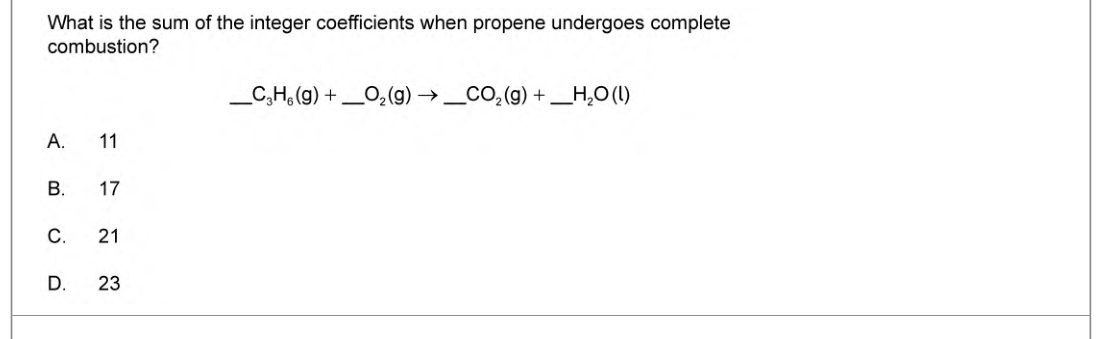 What is the sum of the integer coefficients when propene undergoes complete
combustion?
__C₃H₆(g) + __O₂(g) → __CO₂(g) + __H₂O(l)
A. 11
B. 17
C. 21
D. 23